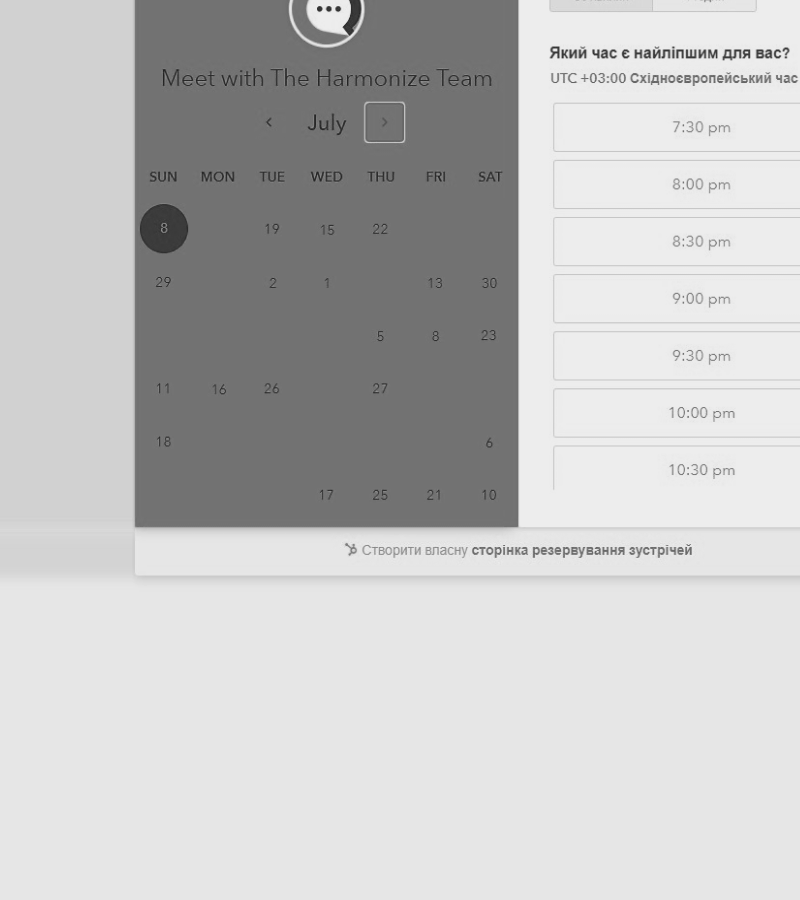 Який час є найліпшим для вас?
Meet with The Harmonize Team
UTC +03:00 Східноєвропейський час
July
7:30 pm
SUN MON TUE WED THU FRI SAT
8:00 pm
8 19 15 22
8:30 pm
29 2 1 13 30
9:00 pm
5 8 23
9:30 pm
11 16 26 27
10:00 pm
18 6
10:30 pm
17 25 21 10
Створити власну сторінка резервування зустрічей